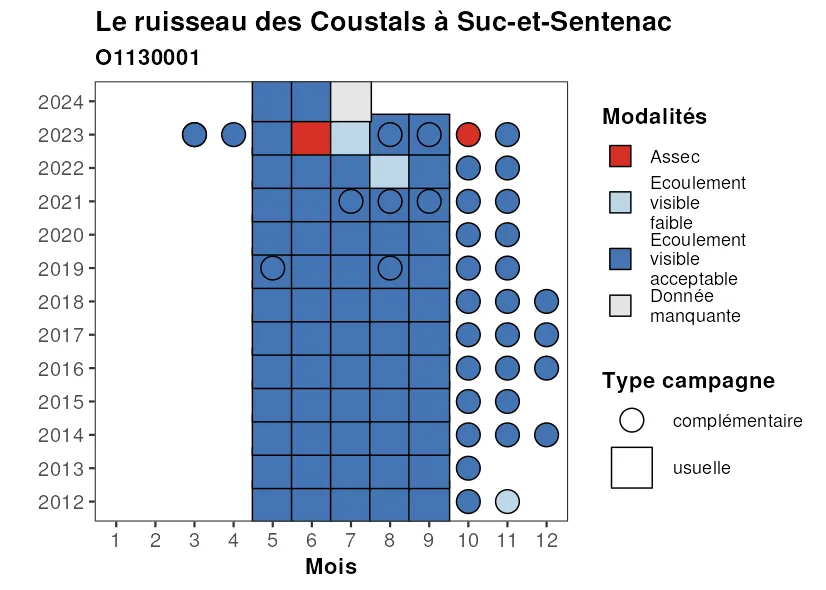 Le ruisseau des Coustals à Suc-et-Sentenac
O1130001
2024
2023
2022
2021
2020
2019
2018
2017
2016
2015
2014
2013
2012
1 2 3 4 5 6 7 8 9 10 11 12
Mois
Modalités
Assec
Ecoulement
visible
faible
Ecoulement
visible
acceptable
Donnée
manquante
Type campagne
complémentaire
usuelle